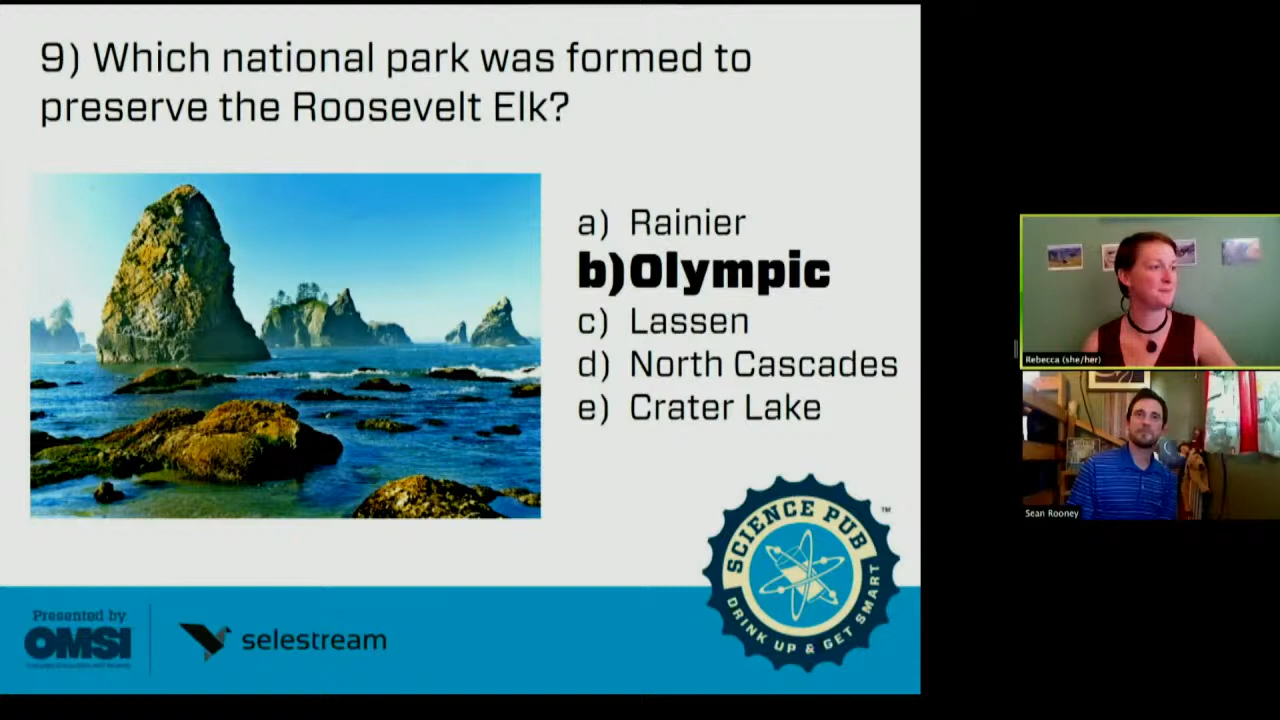 9) Which national park was formed to
preserve the Roosevelt Elk?
a) Rainier
b)Olympic
c) Lassen
d) North Cascades
e) Crater Lake
Rebecca (she/her)
Sean Rooney
SCIENCE PUB
TM
DRINK UP & GET SMART
Presented by
OMSI
selestream